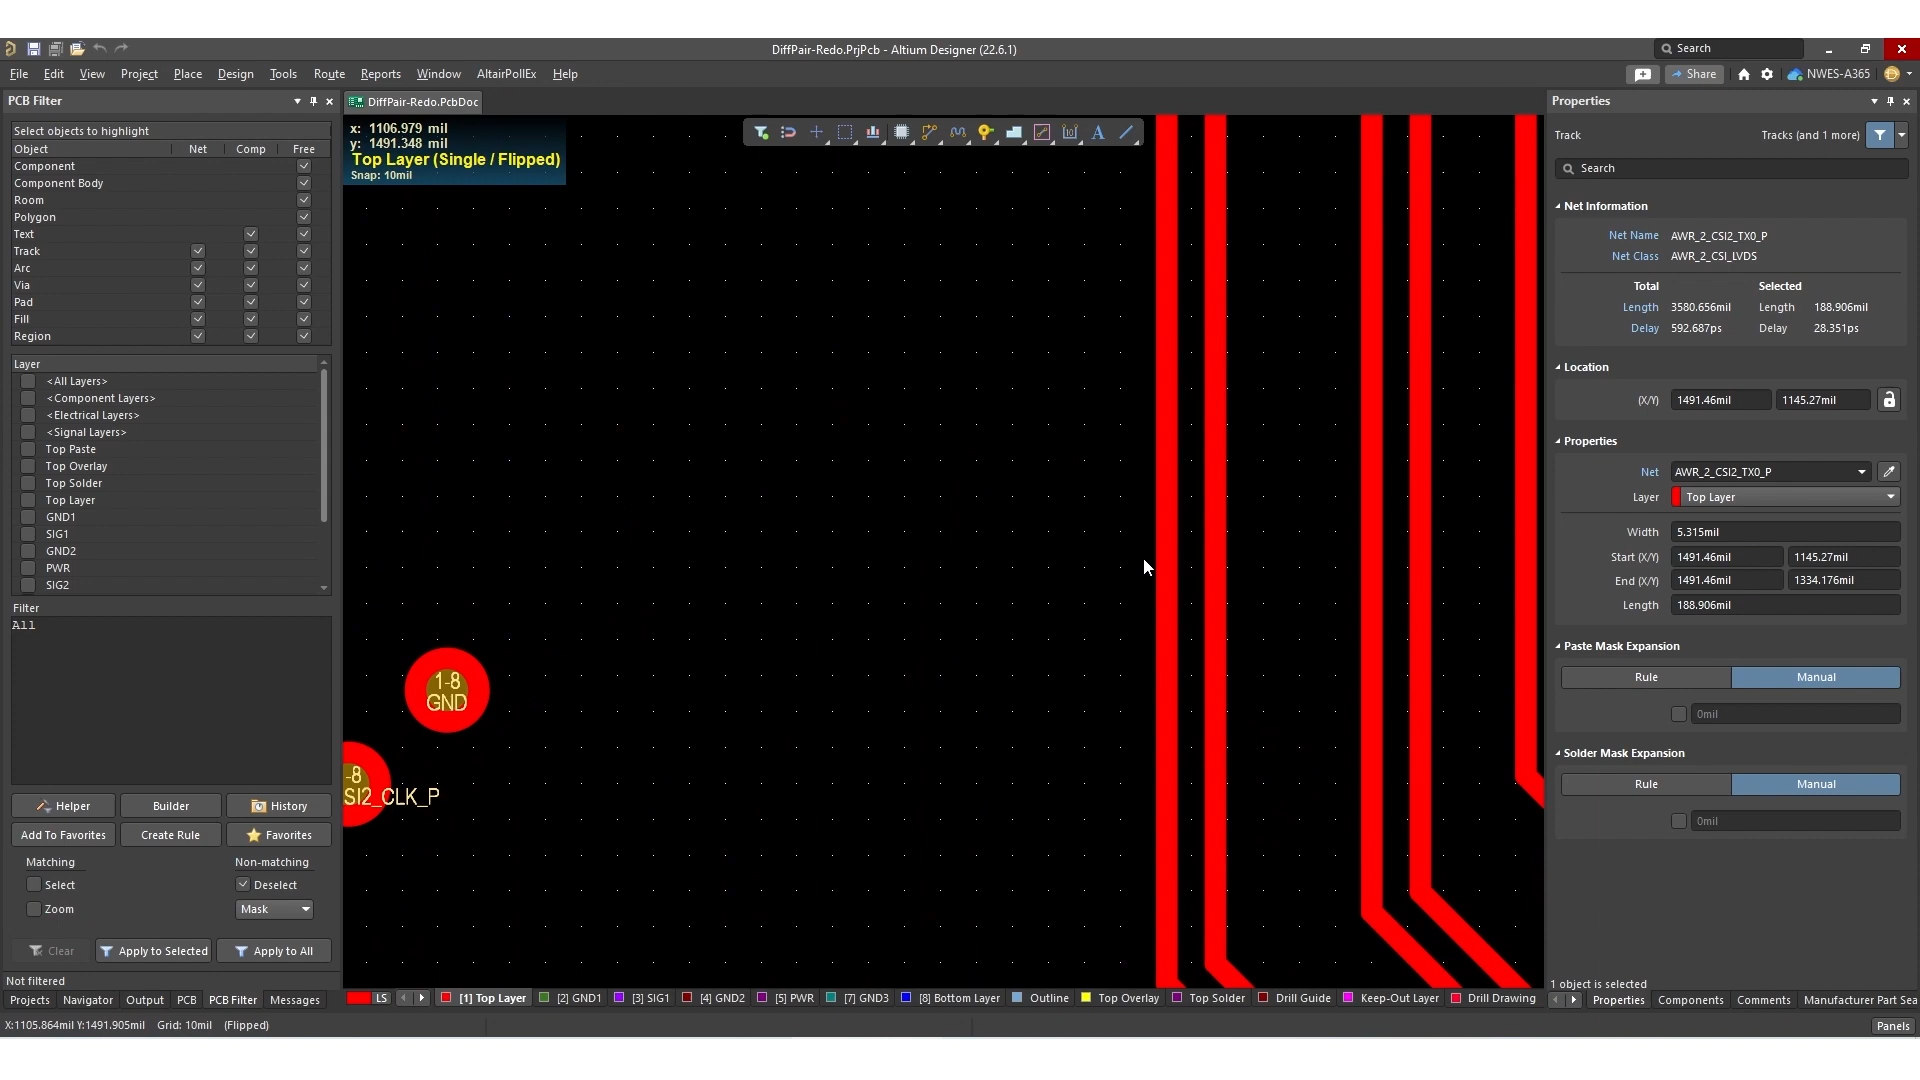 DiffPair-Redo.PrjPcb - Altium Designer (22.6.1)
Search
File Edit View Project Place Design Tools Route Reports Window AltairPollEx Help
Share
NWES-A365
PCB Filter
DiffPair-Redo.PcbDoc
Properties
Select objects to highlight
Object Net Comp Free
Component
Component Body
Room
Polygon
Text
Track
Arc
Via
Pad
Fill
Region
Layer
<All Layers>
<Component Layers>
<Electrical Layers>
<Signal Layers>
Top Paste
Top Overlay
Top Solder
Top Layer
GND1
SIG1
GND2
PWR
SIG2
Filter
All
Helper Builder History
Add To Favorites Create Rule Favorites
Matching Non-matching
Select Deselect
Zoom Mask
Clear Apply to Selected Apply to All
Not filtered
Projects Navigator Output PCB PCB Filter Messages
x: 1106.979 mil
y: 1491.348 mil
Top Layer (Single / Flipped)
Snap: 10mil
1-8
GND
-8
SI2_CLK_P
LS [1] Top Layer [2] GND1 [3] SIG1 [4] GND2 [5] PWR [7] GND3 [8] Bottom Layer Outline Top Overlay Top Solder Drill Guide Keep-Out Layer Drill Drawing
Track Tracks (and 1 more)
Search
Net Information
Net Name AWR_2_CSI2_TX0_P
Net Class AWR_2_CSI_LVDS
Total Selected
Length 3580.656mil Length 188.906mil
Delay 592.687ps Delay 28.351ps
Location
(X/Y) 1491.46mil 1145.27mil
Properties
Net AWR_2_CSI2_TX0_P
Layer Top Layer
Width 5.315mil
Start (X/Y) 1491.46mil 1145.27mil
End (X/Y) 1491.46mil 1334.176mil
Length 188.906mil
Paste Mask Expansion
Rule Manual
0mil
Solder Mask Expansion
Rule Manual
0mil
1 object is selected
Properties Components Comments Manufacturer Part Sea
X:1105.864mil Y:1491.905mil Grid: 10mil (Flipped)
Panels